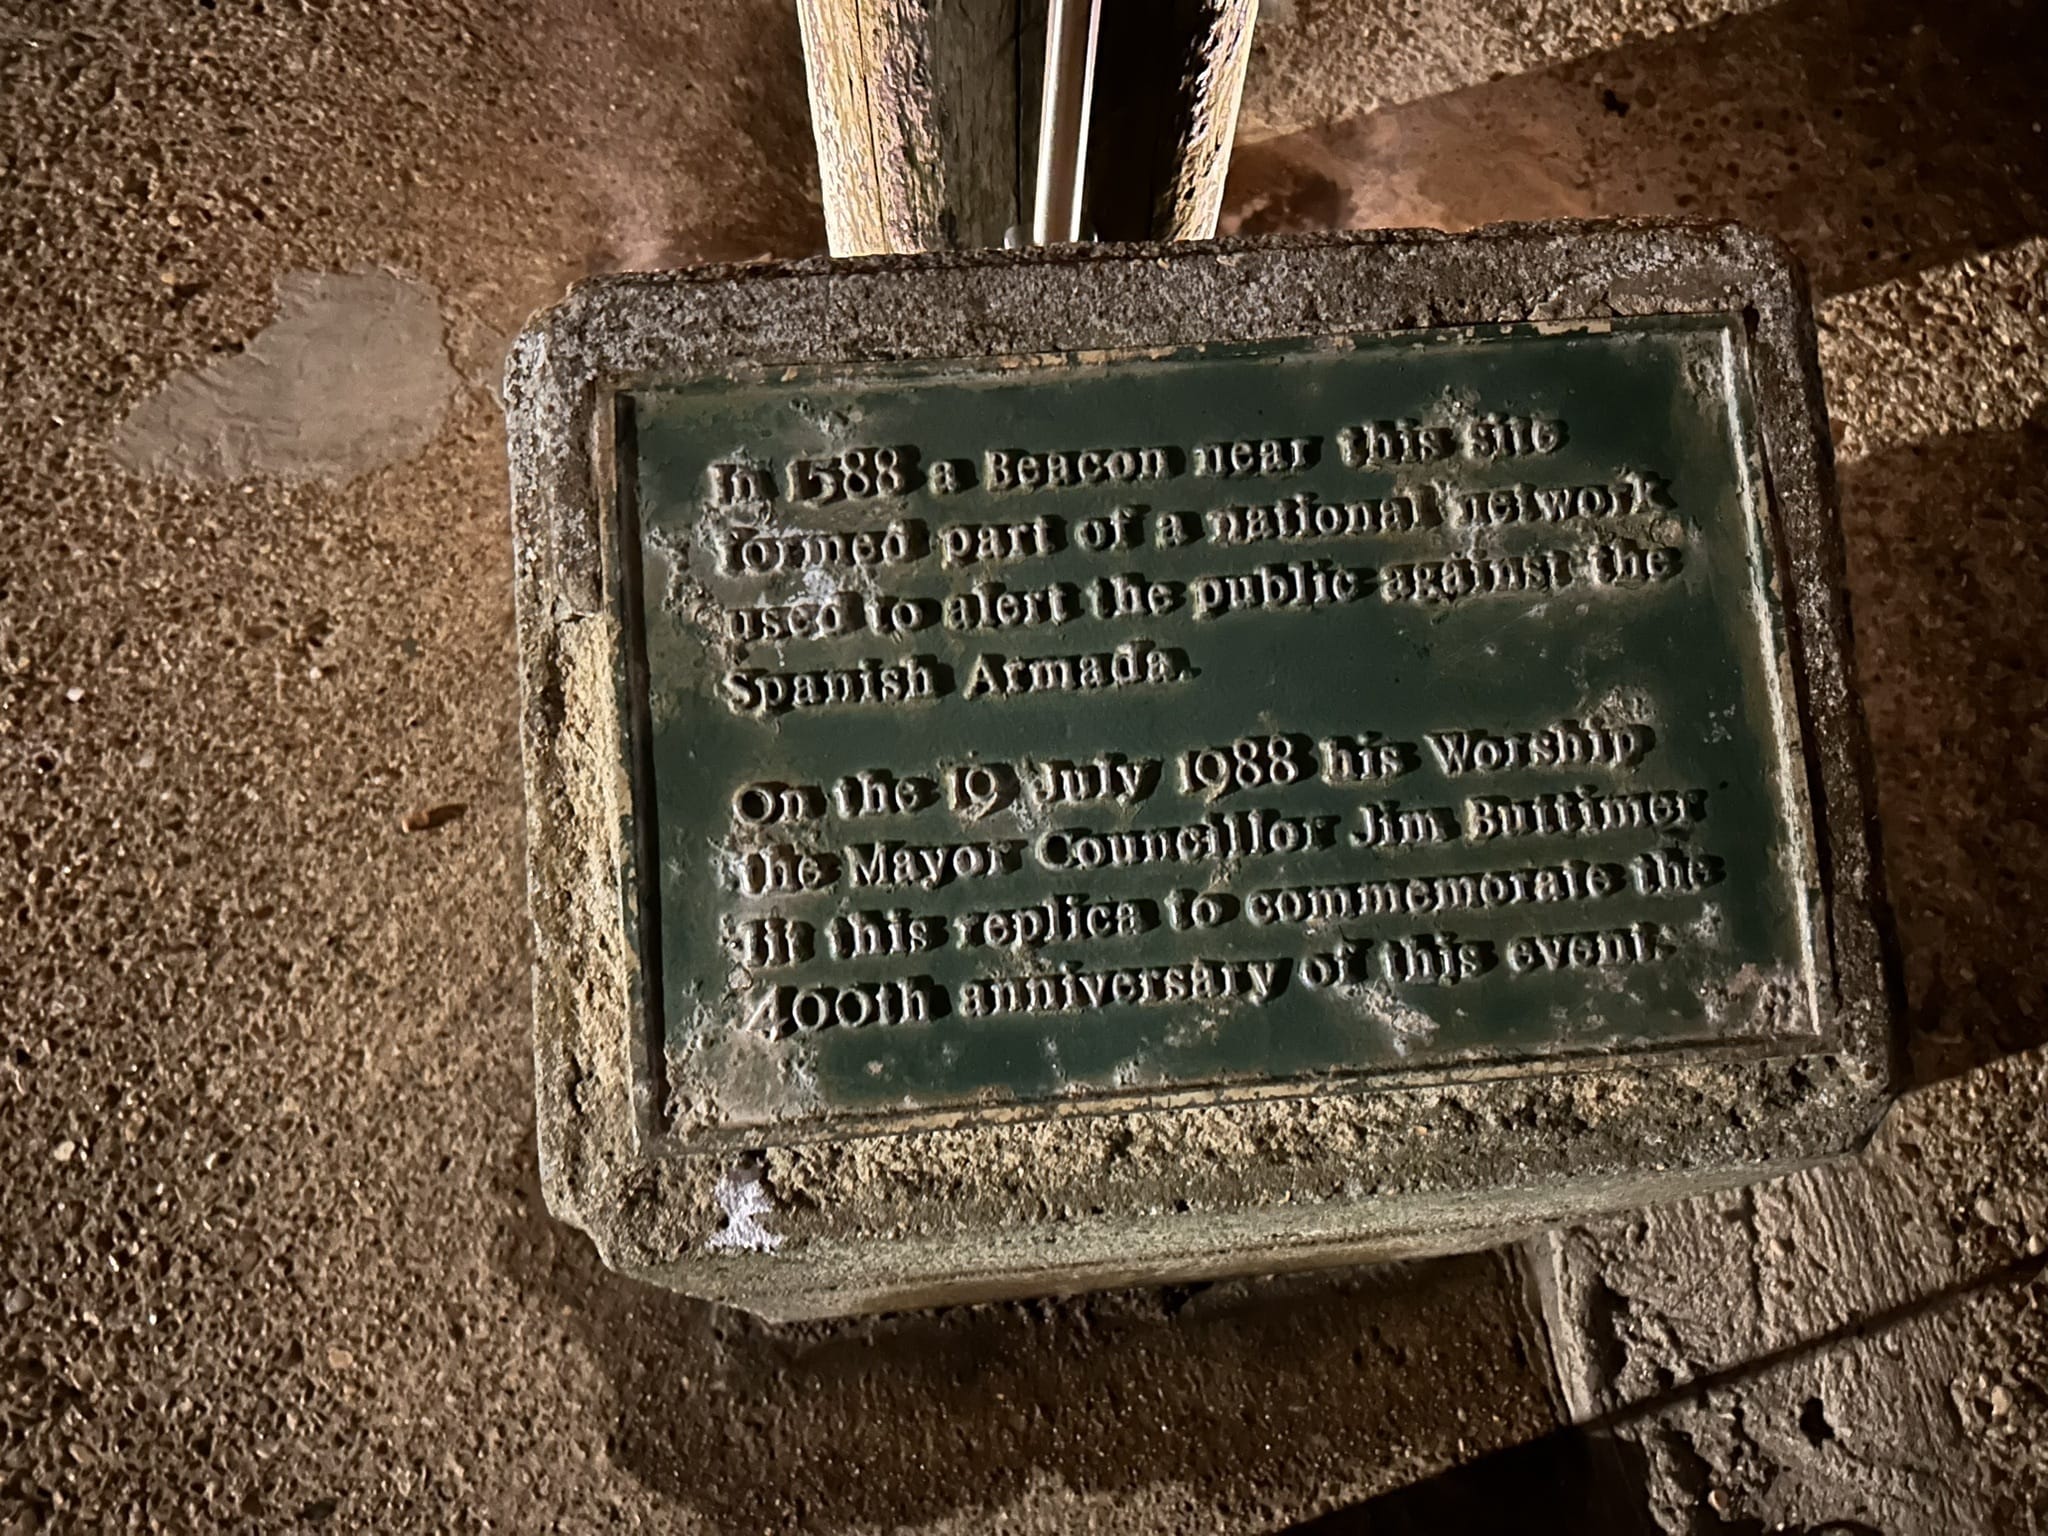 In 1588 a Beacon near this site
formed part of a national network
used to alert the public against the
Spanish Armada.
On the 19 July 1988 his Worship
the Mayor Councillor Jim Buttimer
lit this replica to commemorate the
400th anniversary of this event.